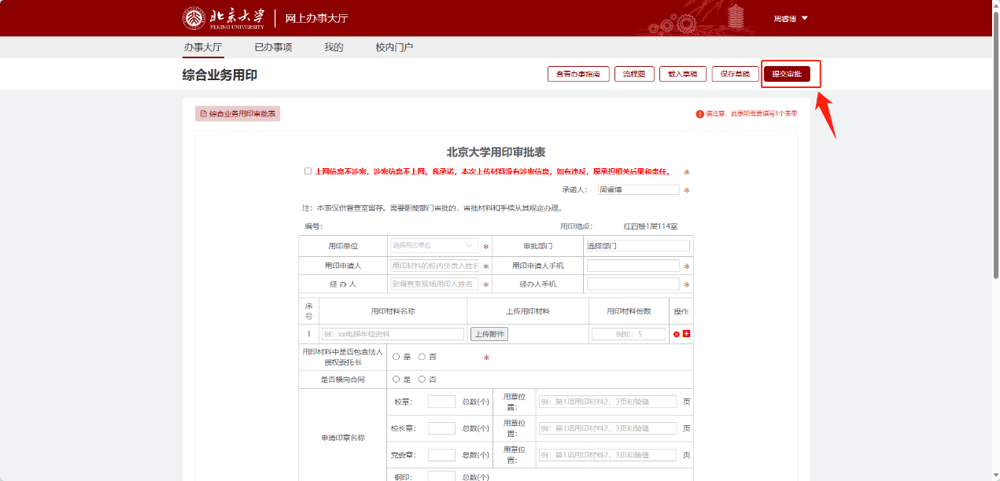 北京大学 网上办事大厅 周睿博
PEKING UNIVERSITY
办事大厅 已办事项 我的 校内门户
综合业务用印 查看办事指南 流程图 载入草稿 保存草稿 提交审批
综合业务用印审批表 请注意，此事项需要填写1个表单
北京大学用印审批表
上网信息不涉密，涉密信息不上网。我承诺，本次上传材料没有涉密信息，如有违反，愿承担相关后果和责任。 *
承诺人： 周睿博 *
注：本表仅供督查室留存。需要职能部门审批的，审批材料和手续从其规定办理。
编号： 用印地点： 红四楼1层114室
用印单位 选择用印单位 * 审批部门 选择部门
用印申请人 用印材料的校内负责人姓名 * 用印申请人手机 *
经 办 人 到督查室现场用印人姓名 * 经办人手机 *
序号 用印材料名称 上传用印材料 用印材料份数 操作
1 例：xx电梯年检资料 上传附件 例如：5
用印材料中是否包含法人授权委托书 是 否 *
是否横向合同 是 否
申请印章名称
校章： 总数(个) 用章位置： 例：第1项用印材料2，3页和骑缝 页
校长章： 总数(个) 用章位置： 例：第1项用印材料2，3页和骑缝 页
党委章： 总数(个) 用章位置： 例：第1项用印材料2，3页和骑缝 页
钢印： 总数(个)